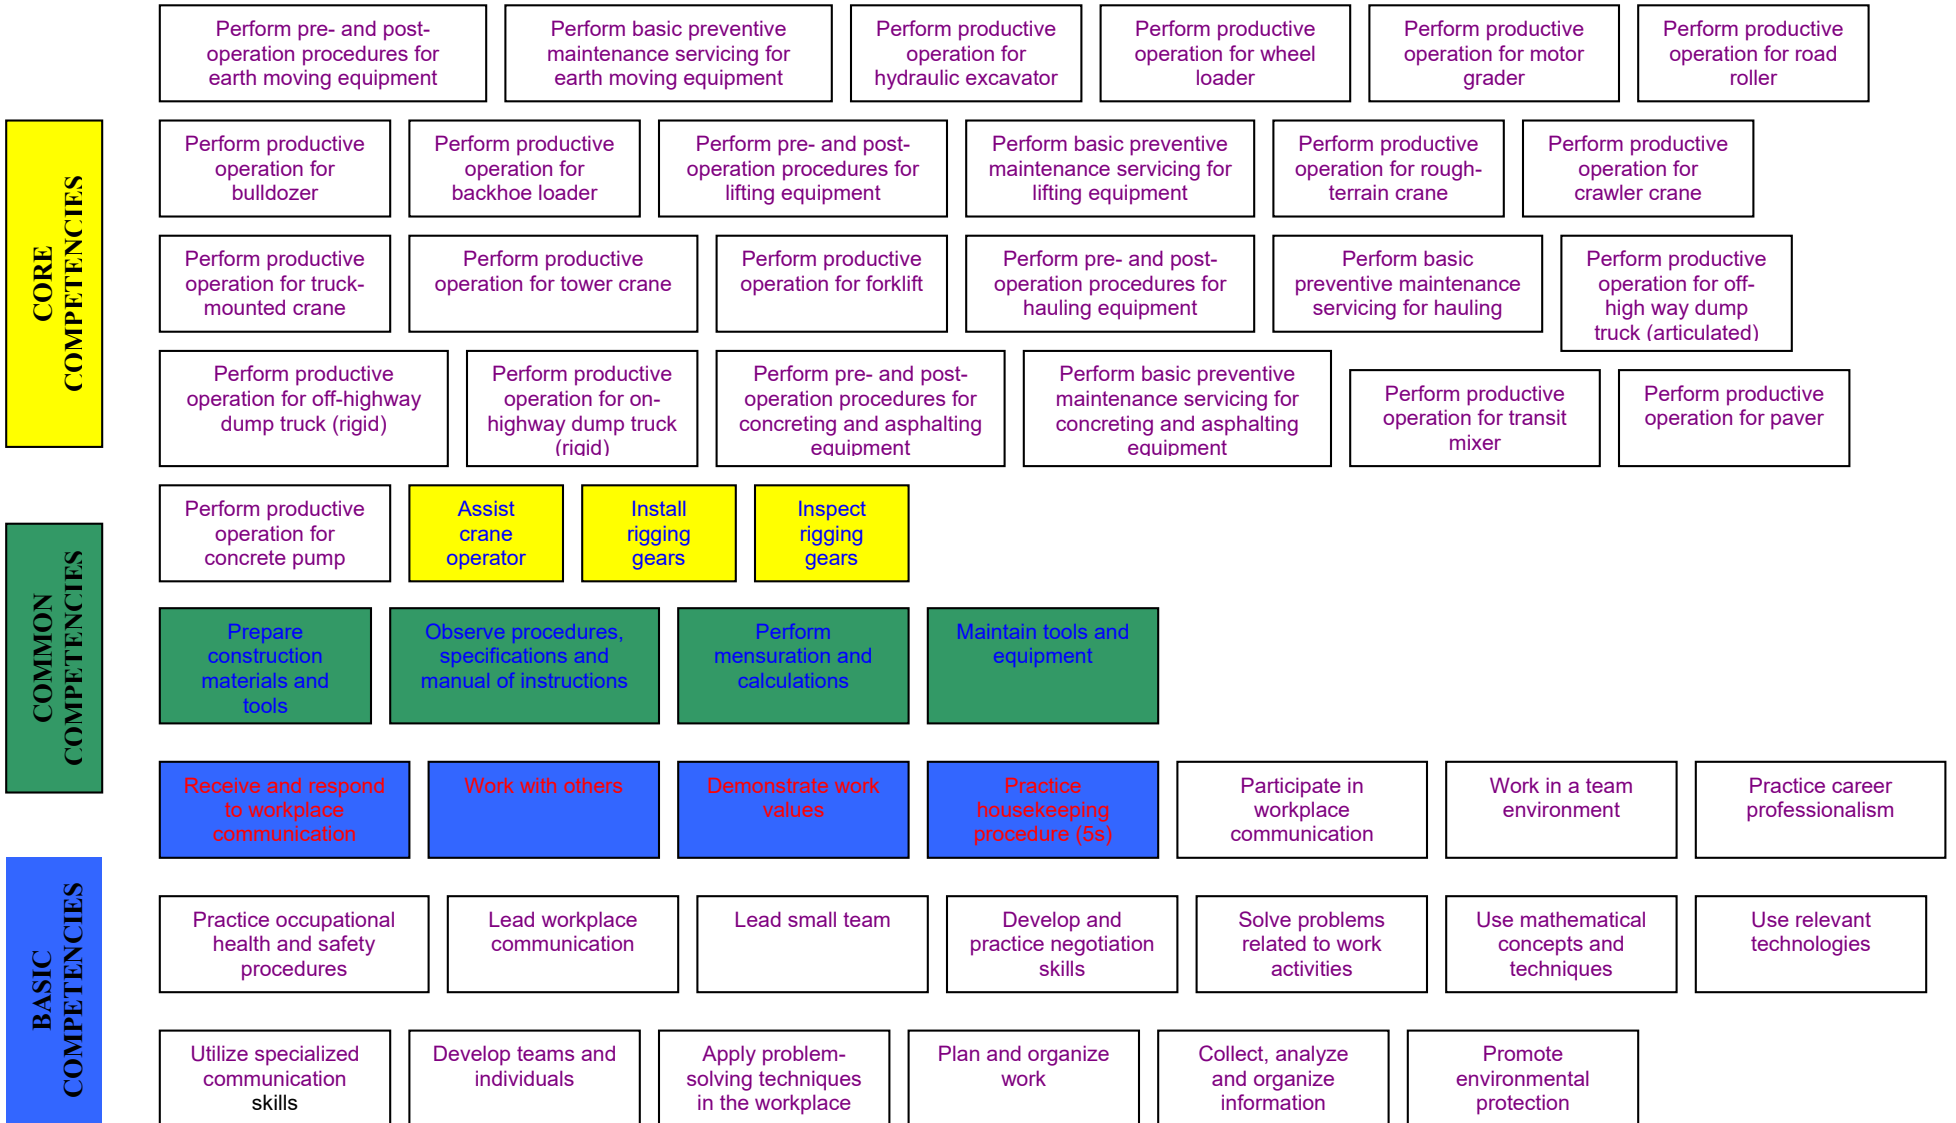 Perform pre- and post-
operation procedures for
earth moving equipment
Perform basic preventive
maintenance servicing for
earth moving equipment
Perform productive
operation for
hydraulic excavator
Perform productive
operation for wheel
loader
Perform productive
operation for motor
grader
Perform productive
operation for road
roller
CORE
COMPETENCIES
Perform productive
operation for
bulldozer
Perform productive
operation for
backhoe loader
Perform pre- and post-
operation procedures for
lifting equipment
Perform basic preventive
maintenance servicing for
lifting equipment
Perform productive
operation for rough-
terrain crane
Perform productive
operation for
crawler crane
Perform productive
operation for truck-
mounted crane
Perform productive
operation for tower crane
Perform productive
operation for forklift
Perform pre- and post-
operation procedures for
hauling equipment
Perform basic
preventive maintenance
servicing for hauling
Perform productive
operation for off-
high way dump
truck (articulated)
Perform productive
operation for off-highway
dump truck (rigid)
Perform productive
operation for on-
highway dump truck
(rigid)
Perform pre- and post-
operation procedures for
concreting and asphalting
equipment
Perform basic preventive
maintenance servicing for
concreting and asphalting
equipment
Perform productive
operation for transit
mixer
Perform productive
operation for paver
Perform productive
operation for
concrete pump
Assist
crane
operator
Install
rigging
gears
Inspect
rigging
gears
COMMON
COMPETENCIES
Prepare
construction
materials and
tools
Observe procedures,
specifications and
manual of instructions
Perform
mensuration and
calculations
Maintain tools and
equipment
Receive and respond
to workplace
communication
Work with others
Demonstrate work
values
Practice
housekeeping
procedure (5s)
Participate in
workplace
communication
Work in a team
environment
Practice career
professionalism
BASIC
COMPETENCIES
Practice occupational
health and safety
procedures
Lead workplace
communication
Lead small team
Develop and
practice negotiation
skills
Solve problems
related to work
activities
Use mathematical
concepts and
techniques
Use relevant
technologies
Utilize specialized
communication
skills
Develop teams and
individuals
Apply problem-
solving techniques
in the workplace
Plan and organize
work
Collect, analyze
and organize
information
Promote
environmental
protection